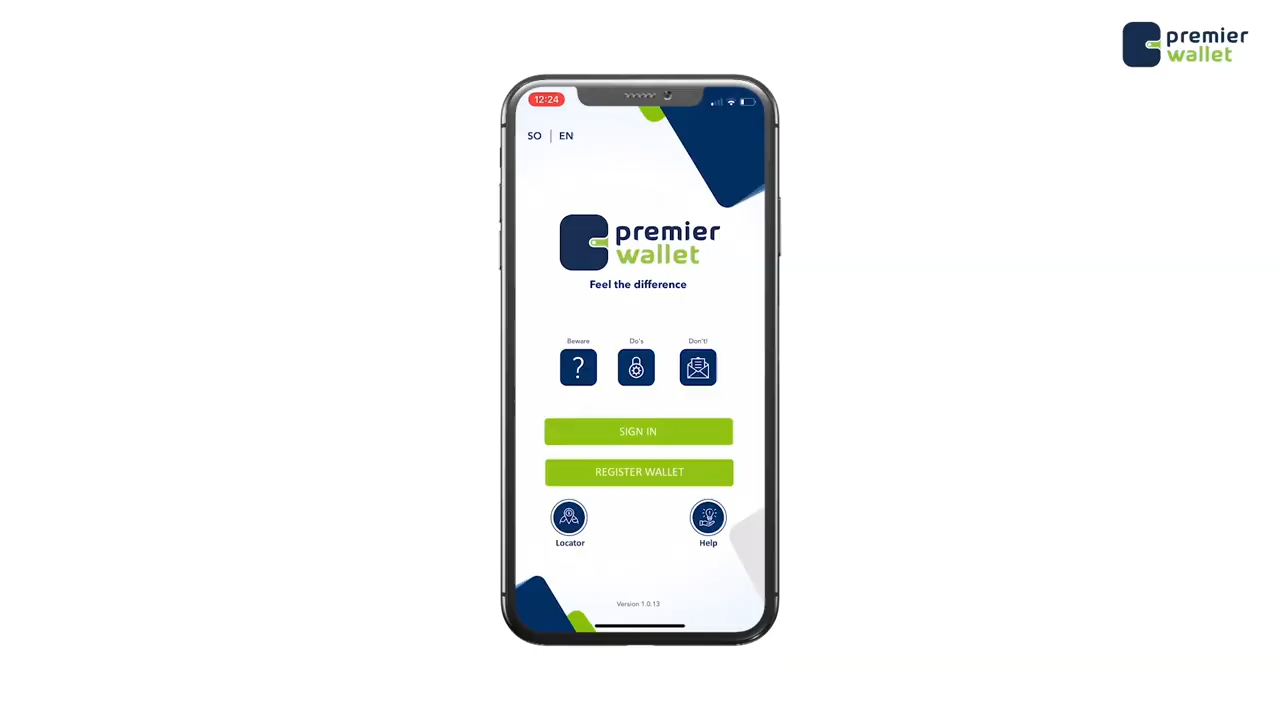 premier
wallet
12:24
SO | EN
premier
wallet
Feel the difference
Beware
Do's
Don't!
?
SIGN IN
REGISTER WALLET
Locator
Help
Version 1.0.13